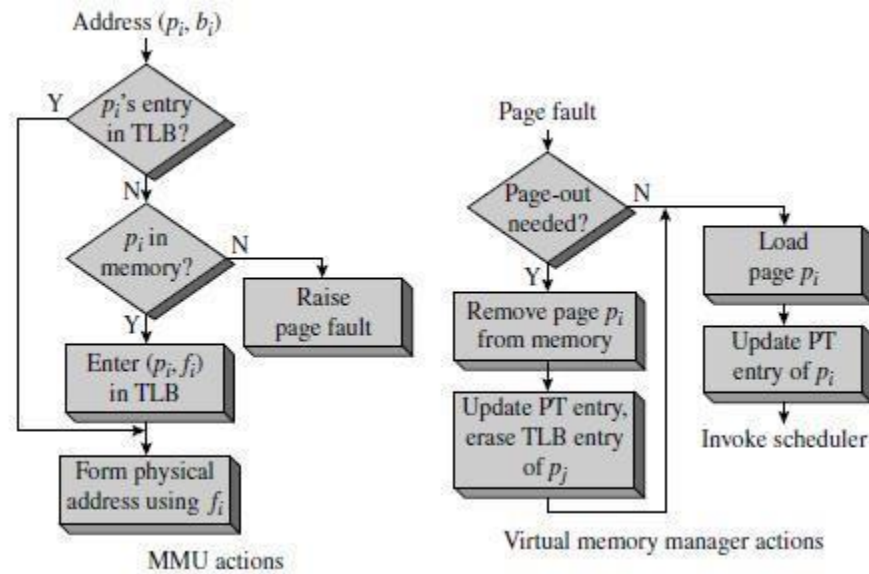 Address (pᵢ, bᵢ)
Y
pᵢ's entry
in TLB?
N
pᵢ in
memory?
N
Y
Raise
page fault
Enter (pᵢ, fᵢ)
in TLB
Form physical
address using fᵢ
MMU actions
Page fault
Page-out
needed?
N
Y
Remove page pᵢ
from memory
Update PT entry,
erase TLB entry
of pⱼ
Load
page pᵢ
Update PT
entry of pᵢ
Invoke scheduler
Virtual memory manager actions